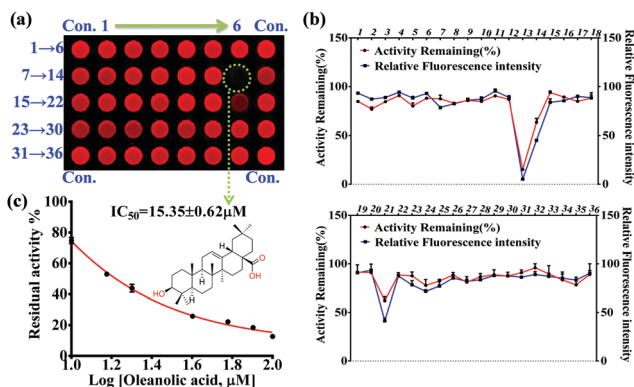 (a)
Con. 1 6
1→6
7→14
15→22
23→30
31→36
Con. Con.
(b)
1 2 3 4 5 6 7 8 9 10 11 12 13 14 15 16 17 18
Activity Remaining(%)
Relative Fluorescence intensity
Activity Remaining(%)
150
100
50
0
Relative Fluorescence intensity
150
100
50
0
19 20 21 22 23 24 25 26 27 28 29 30 31 32 33 34 35 36
Activity Remaining(%)
Relative Fluorescence intensity
Activity Remaining(%)
150
100
50
0
Relative Fluorescence intensity
150
100
50
0
(c)
IC50=15.35±0.62μM
Residual activity %
100
80
60
40
20
0
1.0 1.2 1.4 1.6 1.8 2.0
Log [Oleanolic acid, μM]
H
O
OH
H
HO
H